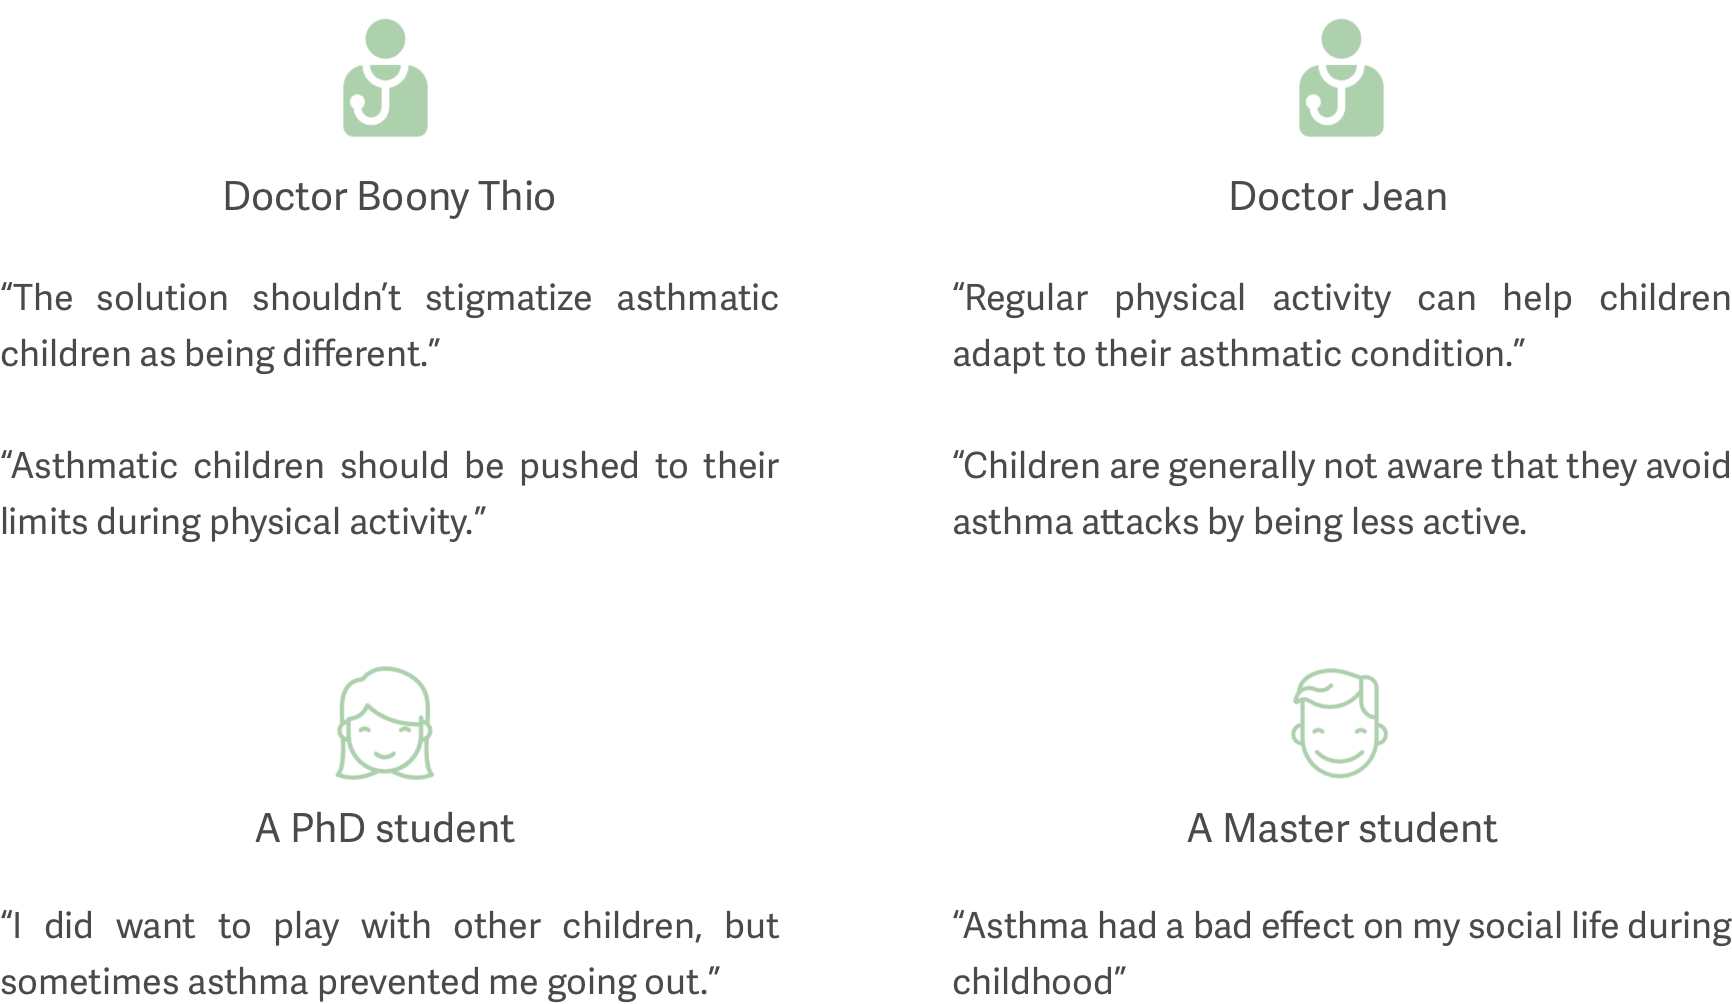 Doctor Boony Thio
“The solution shouldn’t stigmatize asthmatic
children as being different.”
“Asthmatic children should be pushed to their
limits during physical activity.”
Doctor Jean
“Regular physical activity can help children
adapt to their asthmatic condition.”
“Children are generally not aware that they avoid
asthma attacks by being less active.
A PhD student
“I did want to play with other children, but
sometimes asthma prevented me going out.”
A Master student
“Asthma had a bad effect on my social life during
childhood”